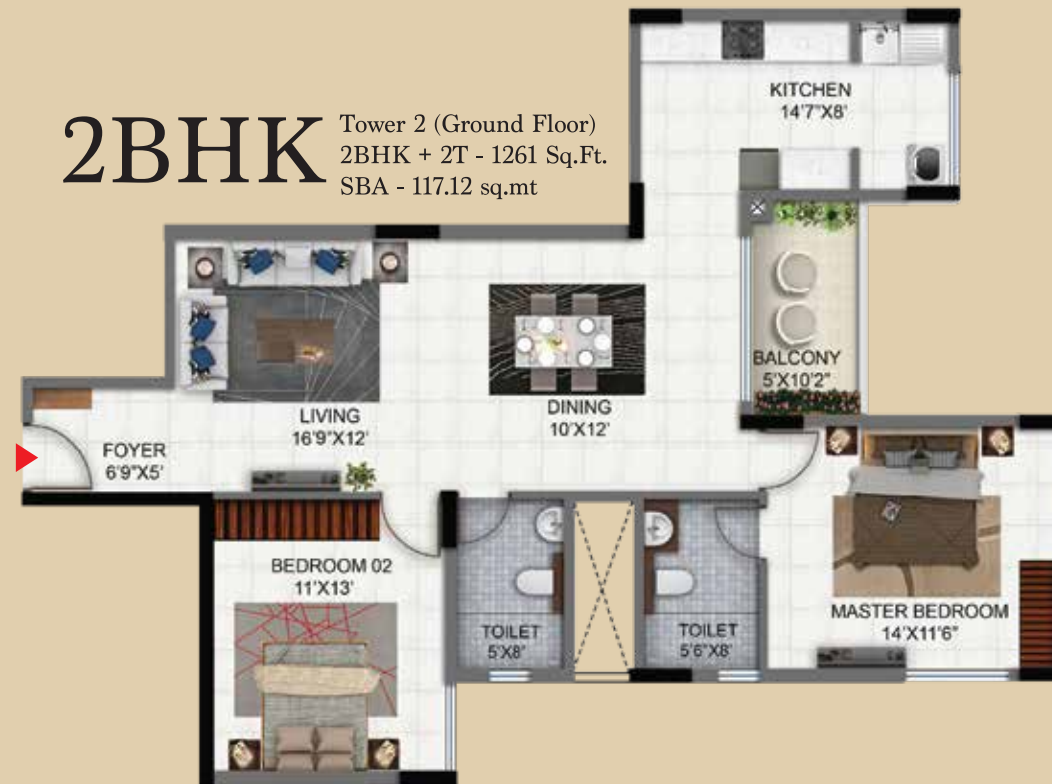 2BHK
Tower 2 (Ground Floor)
2BHK + 2T - 1261 Sq.Ft.
SBA - 117.12 sq.mt
KITCHEN
14'7"X8'
BALCONY
5'X10'2"
LIVING
16'9"X12'
DINING
10'X12'
FOYER
6'9"X5'
BEDROOM 02
11'X13'
TOILET
5'X8'
TOILET
5'6"X8'
MASTER BEDROOM
14'X11'6"